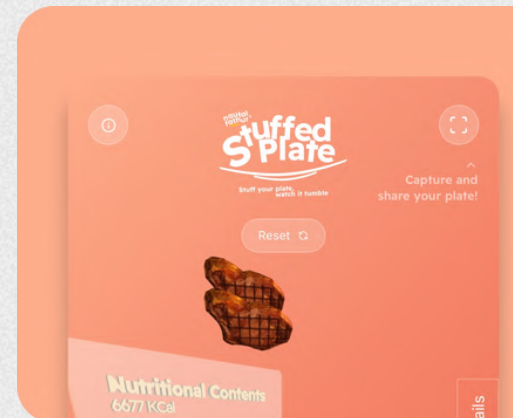 Stuffed
Plate
Stuff your plate,
watch it tumble
Capture and
share your plate!
Reset
Nutritional Contents
6677 KCal
ails